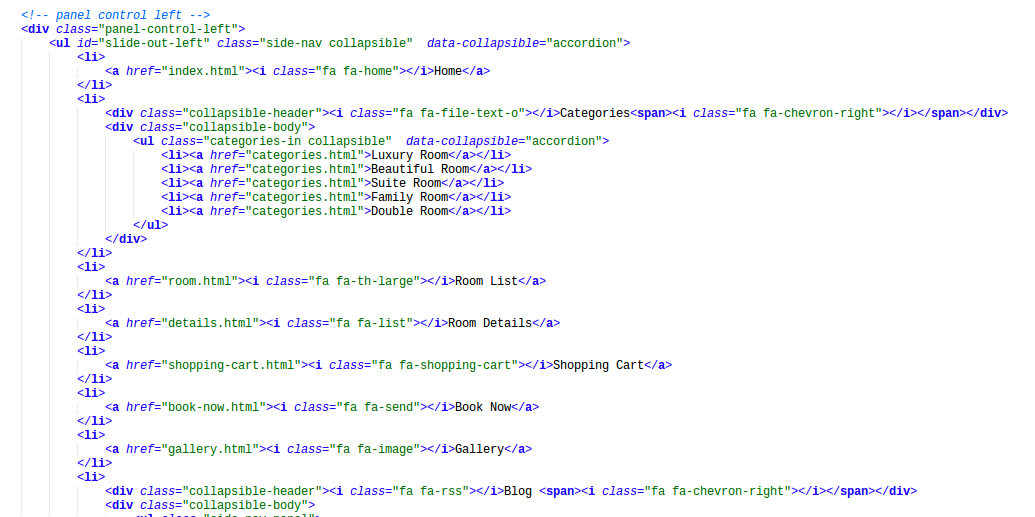 <!-- panel control left -->
<div class="panel-control-left">
<ul id="slide-out-left" class="side-nav collapsible"  data-collapsible="accordion">
<li>
<a href="index.html"><i class="fa fa-home"></i>Home</a>
</li>
<li>
<div class="collapsible-header"><i class="fa fa-file-text-o"></i>Categories<span><i class="fa fa-chevron-right"></i></span></div>
<div class="collapsible-body">
<ul class="categories-in collapsible"  data-collapsible="accordion">
<li><a href="categories.html">Luxury Room</a></li>
<li><a href="categories.html">Beautiful Room</a></li>
<li><a href="categories.html">Suite Room</a></li>
<li><a href="categories.html">Family Room</a></li>
<li><a href="categories.html">Double Room</a></li>
</ul>
</div>
</li>
<li>
<a href="room.html"><i class="fa fa-th-large"></i>Room List</a>
</li>
<li>
<a href="details.html"><i class="fa fa-list"></i>Room Details</a>
</li>
<li>
<a href="shopping-cart.html"><i class="fa fa-shopping-cart"></i>Shopping Cart</a>
</li>
<li>
<a href="book-now.html"><i class="fa fa-send"></i>Book Now</a>
</li>
<li>
<a href="gallery.html"><i class="fa fa-image"></i>Gallery</a>
</li>
<li>
<div class="collapsible-header"><i class="fa fa-rss"></i>Blog <span><i class="fa fa-chevron-right"></i></span></div>
<div class="collapsible-body">
<ul class="side-nav-panel">